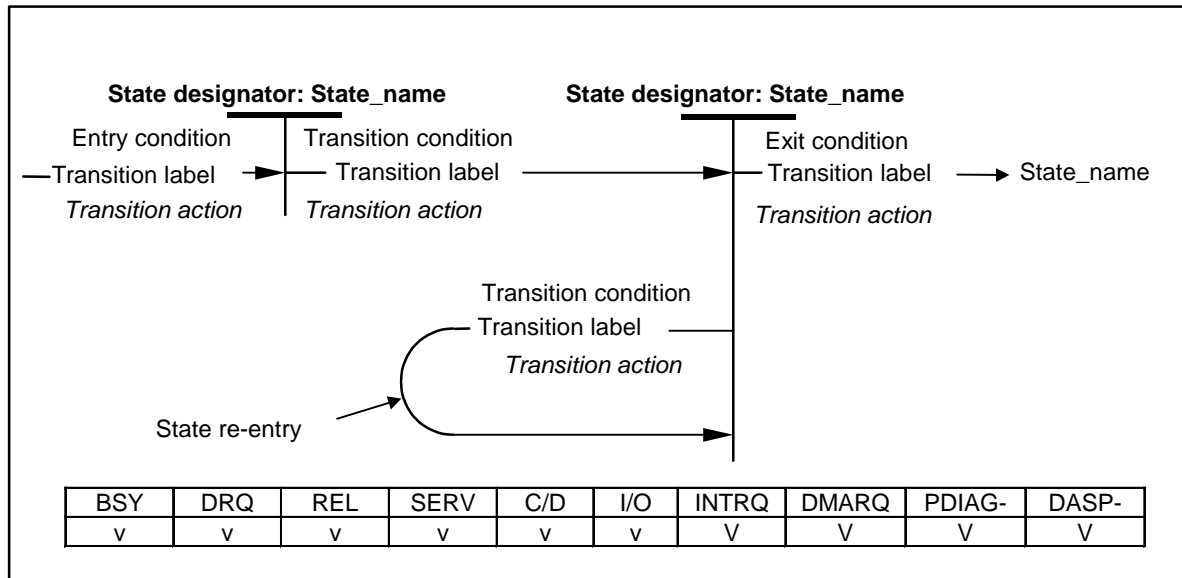 State designator: State_name State designator: State_name
Entry condition Transition condition Exit condition
Transition label Transition label Transition label State_name
Transition action Transition action Transition action
Transition condition
Transition label
Transition action
State re-entry
BSY DRQ REL SERV C/D I/O INTRQ DMARQ PDIAG- DASP-
v v v v v v V V V V